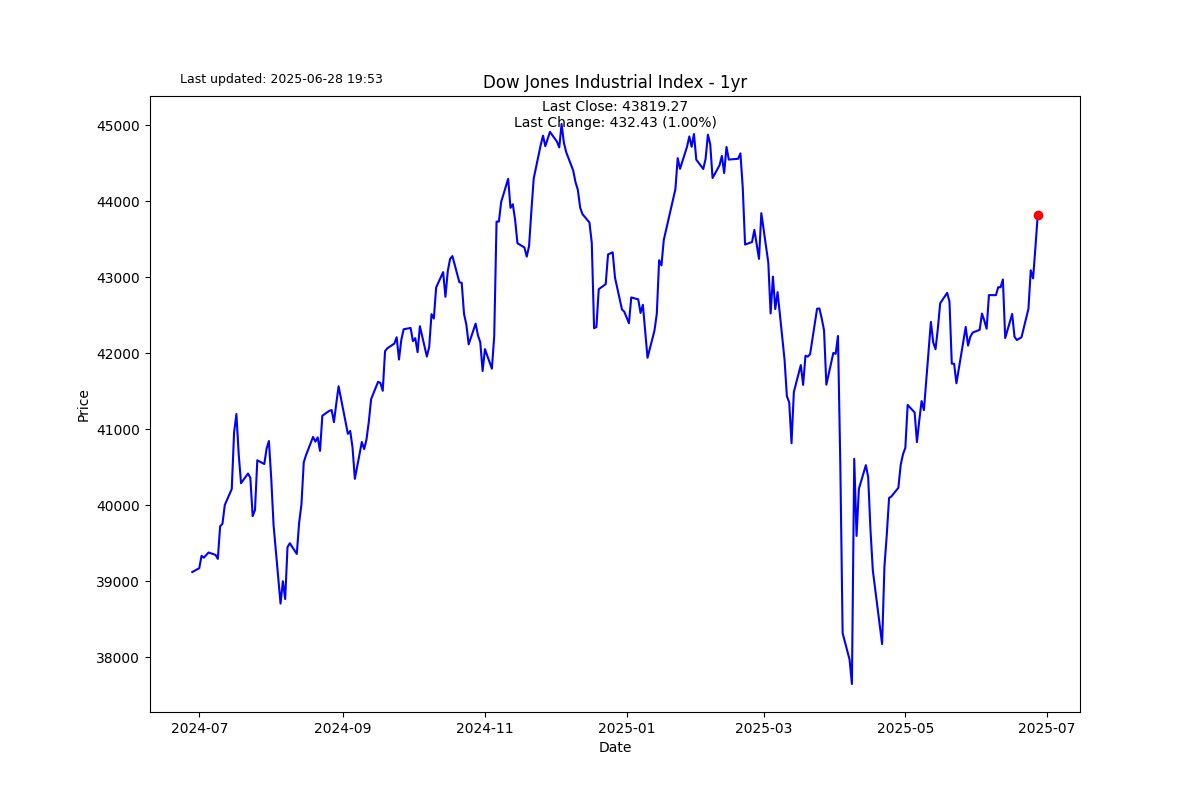 Last updated: 2025-06-28 19:53
Dow Jones Industrial Index - 1yr
Last Close: 43819.27
Last Change: 432.43 (1.00%)
45000
44000
43000
42000
41000
40000
39000
38000
Price
2024-07
2024-09
2024-11
2025-01
2025-03
2025-05
2025-07
Date